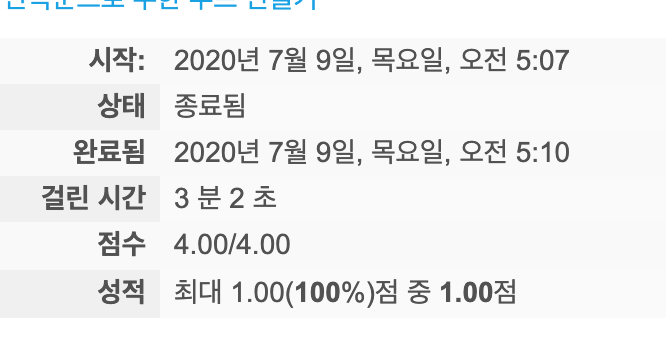 시작: 2020년 7월 9일, 목요일, 오전 5:07
상태 종료됨
완료됨 2020년 7월 9일, 목요일, 오전 5:10
걸린 시간 3 분 2 초
점수 4.00/4.00
성적 최대 1.00(100%)점 중 1.00점